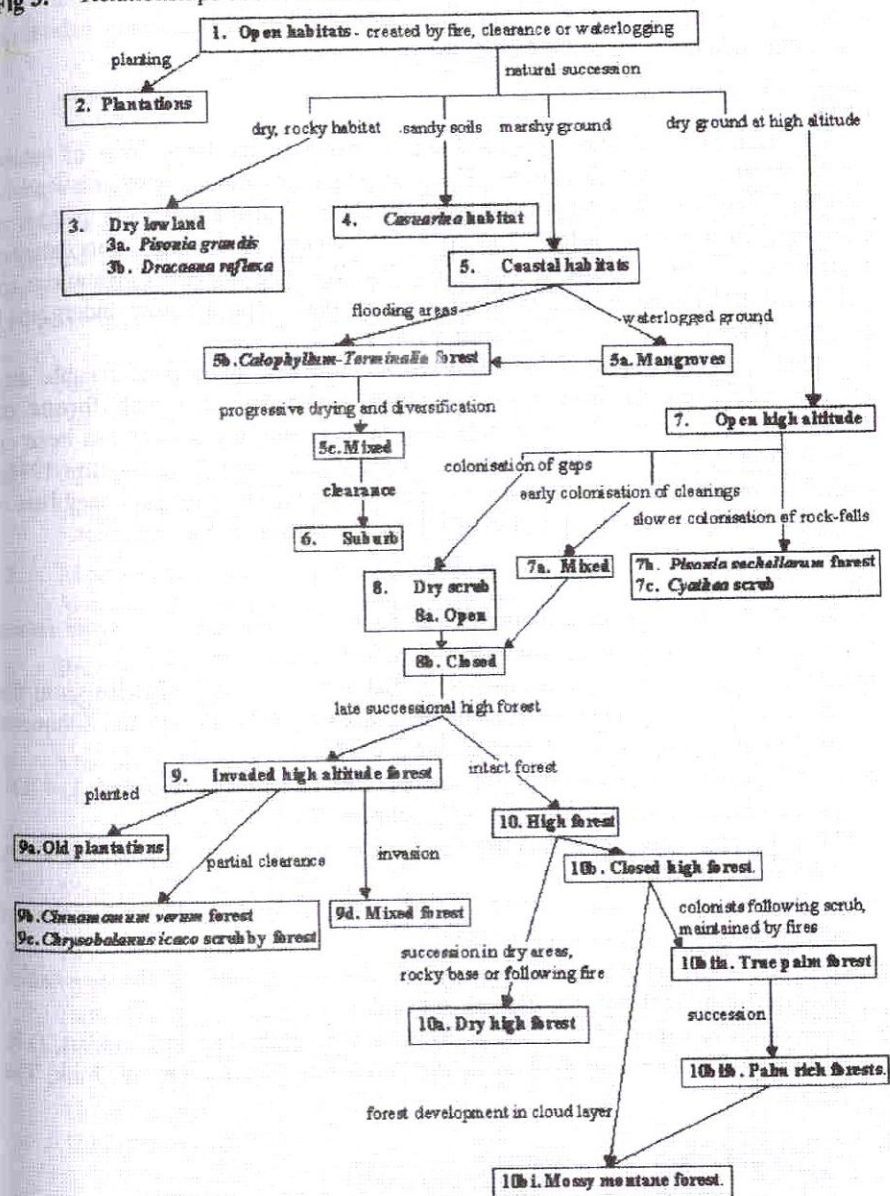 Fig 3.
1. Open habitats - created by fire, clearance or waterlogging
planting
natural succession
2. Plantations
dry, rocky habitat
sandy soils
marshy ground
dry ground at high altitude
3. Dry lowland
3a. Pisonia grandis
3b. Dracaena reflexa
4. Casuarina habitat
5. Coastal habitats
flooding areas
waterlogged ground
5b. Calophyllum-Terminalia forest
5a. Mangroves
progressive drying and diversification
7. Open high altitude
5c. Mixed
colonisation of gaps
clearance
early colonisation of clearings
slower colonisation of rock-falls
6. Suburb
7a. Mixed
7b. Pisonia sechellarum forest
7c. Cyathea scrub
8. Dry scrub
8a. Open
8b. Closed
late successional high forest
9. Invaded high altitude forest
intact forest
planted
10. High forest
9a. Old plantations
partial clearance
invasion
10b. Closed high forest.
9b. Cinnamomum verum forest
9c. Chrysobalanus icaco scrubby forest
9d. Mixed forest
colonists following scrub,
maintained by fires
succession in dry areas,
rocky base or following fire
10b iia. True palm forest
10a. Dry high forest
succession
10b iib. Palm rich forests.
forest development in cloud layer
10b i. Mossy montane forest.